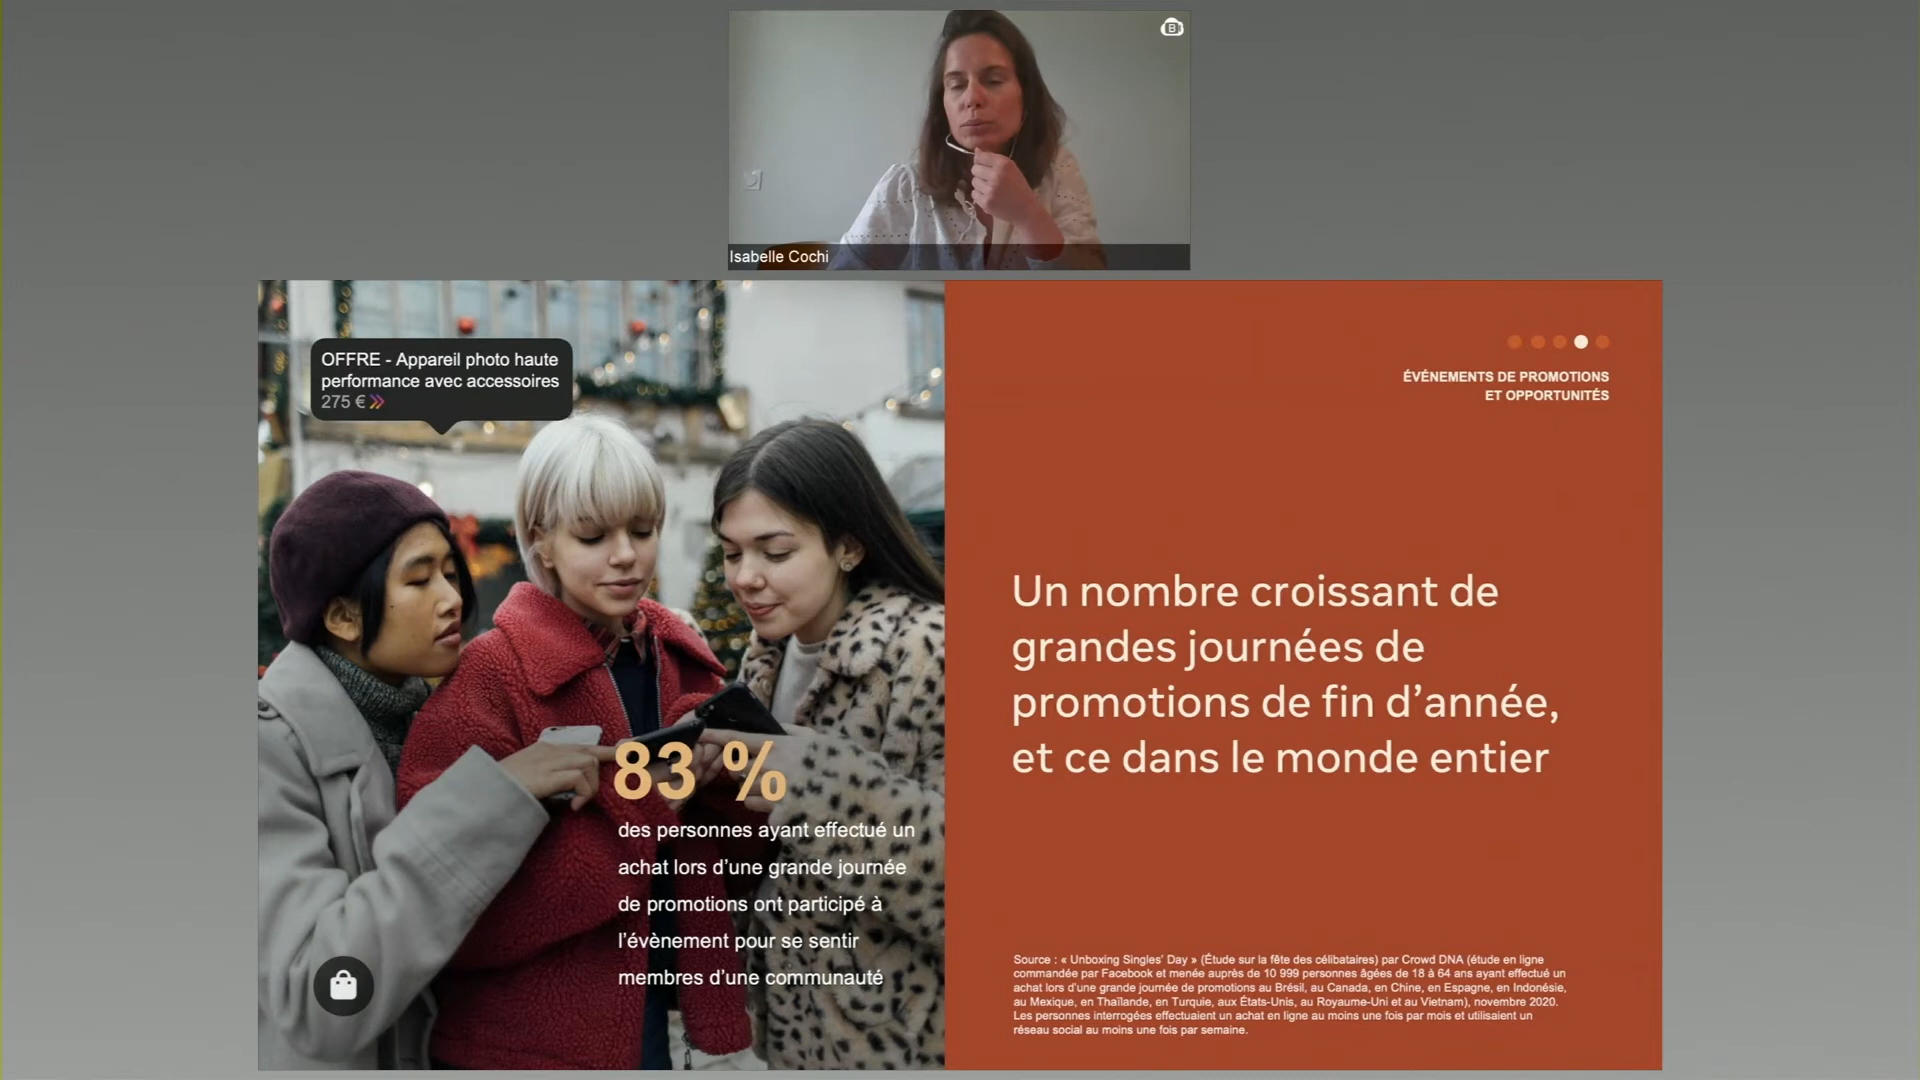 B
Isabelle Cochi
OFFRE - Appareil photo haute
performance avec accessoires
275 €
83 %
des personnes ayant effectué un
achat lors d’une grande journée
de promotions ont participé à
l’évènement pour se sentir
membres d’une communauté
ÉVÉNEMENTS DE PROMOTIONS
ET OPPORTUNITÉS
Un nombre croissant de
grandes journées de
promotions de fin d’année,
et ce dans le monde entier
Source : « Unboxing Singles’ Day » (Étude sur la fête des célibataires) par Crowd DNA (étude en ligne
commandée par Facebook et menée auprès de 10 999 personnes âgées de 18 à 64 ans ayant effectué un
achat lors d’une grande journée de promotions au Brésil, au Canada, en Chine, en Espagne, en Indonésie,
au Mexique, en Thaïlande, en Turquie, aux États-Unis, au Royaume-Uni et au Vietnam), novembre 2020.
Les personnes interrogées effectuaient un achat en ligne au moins une fois par mois et utilisaient un
réseau social au moins une fois par semaine.